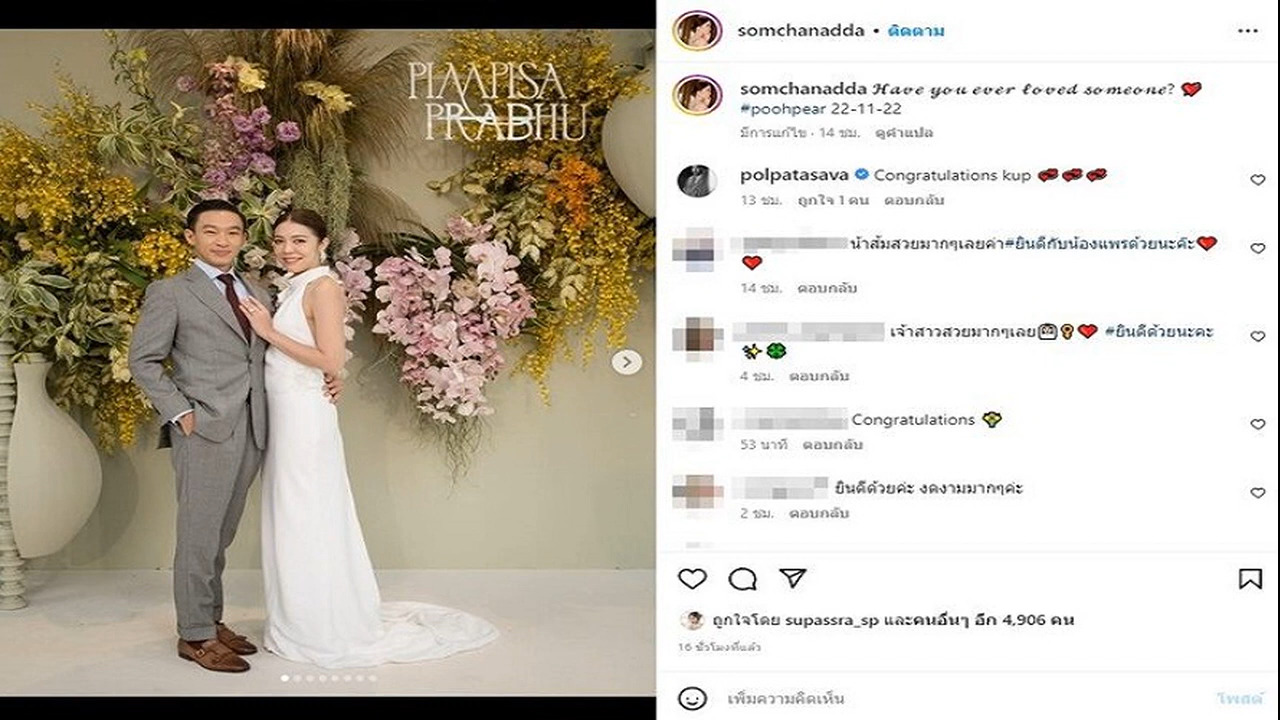 PIMAPISA
PRABHU
somchanadda • ติดตาม
somchanadda Have you ever loved someone? ❤️
#poohpear 22-11-22
มีการแก้ไข · 14 ชม. ดูคำแปล
polpatasava Congratulations kup 💞💞💞
13 ชม. ถูกใจ 1 คน ตอบกลับ
น้าส้มสวยมากๆเลยค่า#ยินดีกับน้องแพรด้วยนะค๊ะ❤️
❤️
14 ชม. ตอบกลับ
เจ้าสาวสวยมากๆเลย👰🏻❤️ #ยินดีด้วยนะคะ
✨🍀
4 ชม. ตอบกลับ
Congratulations 💐
53 นาที ตอบกลับ
ยินดีด้วยค่ะ งดงามมากๆค่ะ
2 ชม. ตอบกลับ
ถูกใจโดย supassra_sp และคนอื่นๆ อีก 4,906 คน
16 ชั่วโมงที่แล้ว
เพิ่มความคิดเห็น
โพสต์